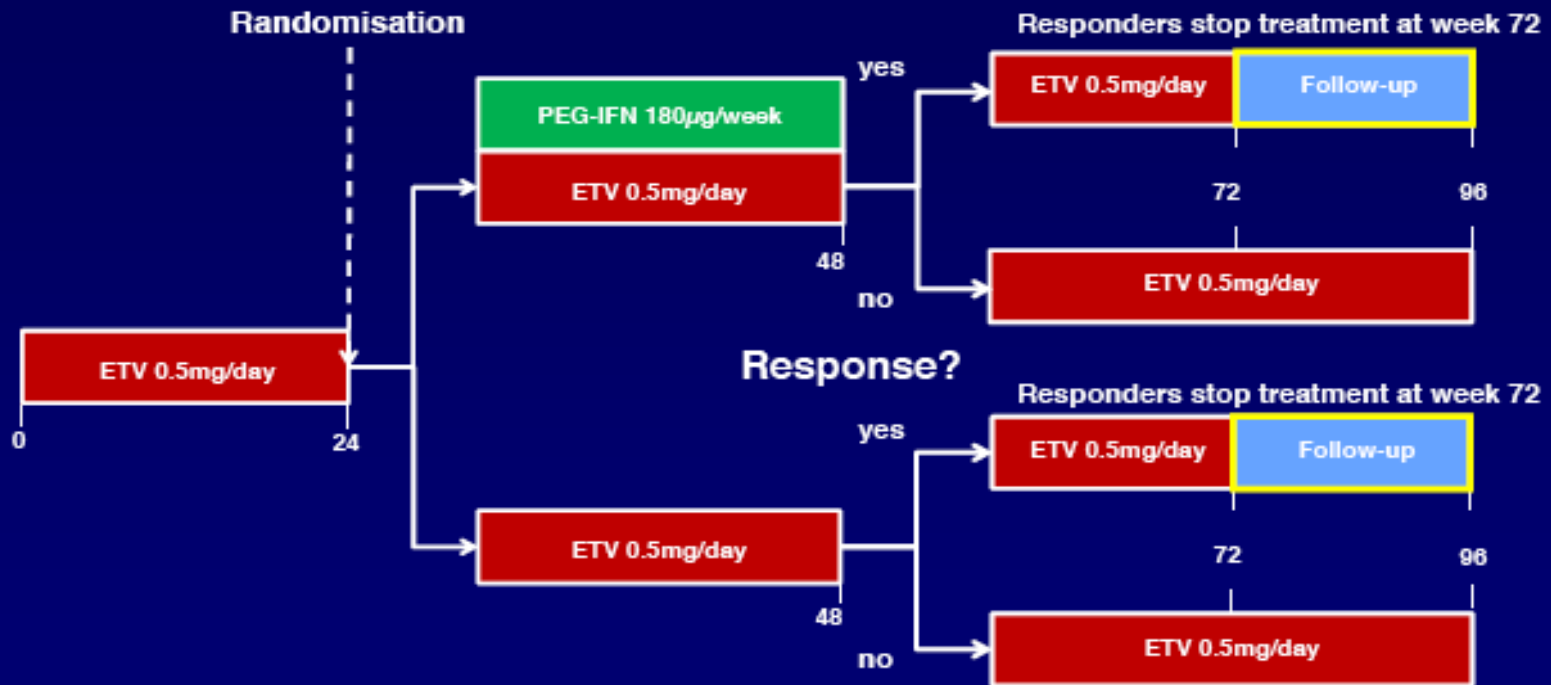 Randomisation
Responders stop treatment at week 72
yes
PEG-IFN 180µg/week
ETV 0.5mg/day
48
ETV 0.5mg/day
Follow-up
72
96
no
ETV 0.5mg/day
ETV 0.5mg/day
0
24
Response?
Responders stop treatment at week 72
yes
ETV 0.5mg/day
48
ETV 0.5mg/day
Follow-up
72
96
no
ETV 0.5mg/day